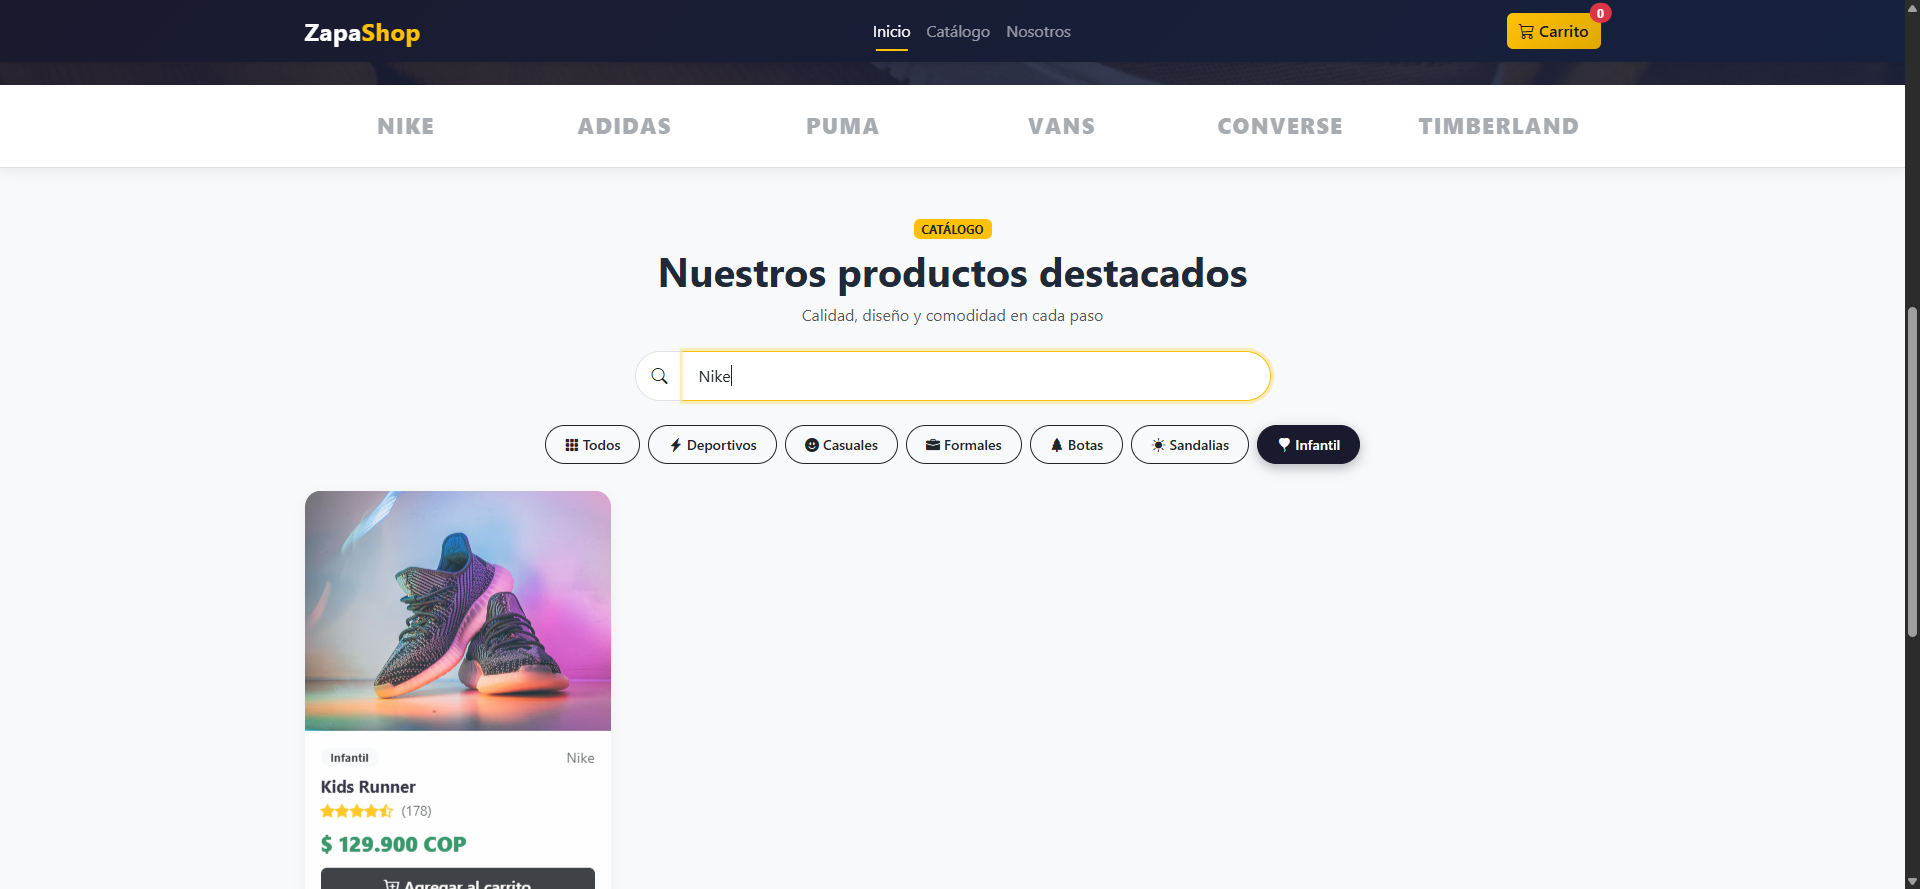 ZapaShop
Inicio Catálogo Nosotros
Carrito 0
NIKE ADIDAS PUMA VANS CONVERSE TIMBERLAND
CATÁLOGO
Nuestros productos destacados
Calidad, diseño y comodidad en cada paso
Nike
Todos Deportivos Casuales Formales Botas Sandalias Infantil
Infantil Nike
Kids Runner
(178)
$ 129.900 COP
Agregar al carrito